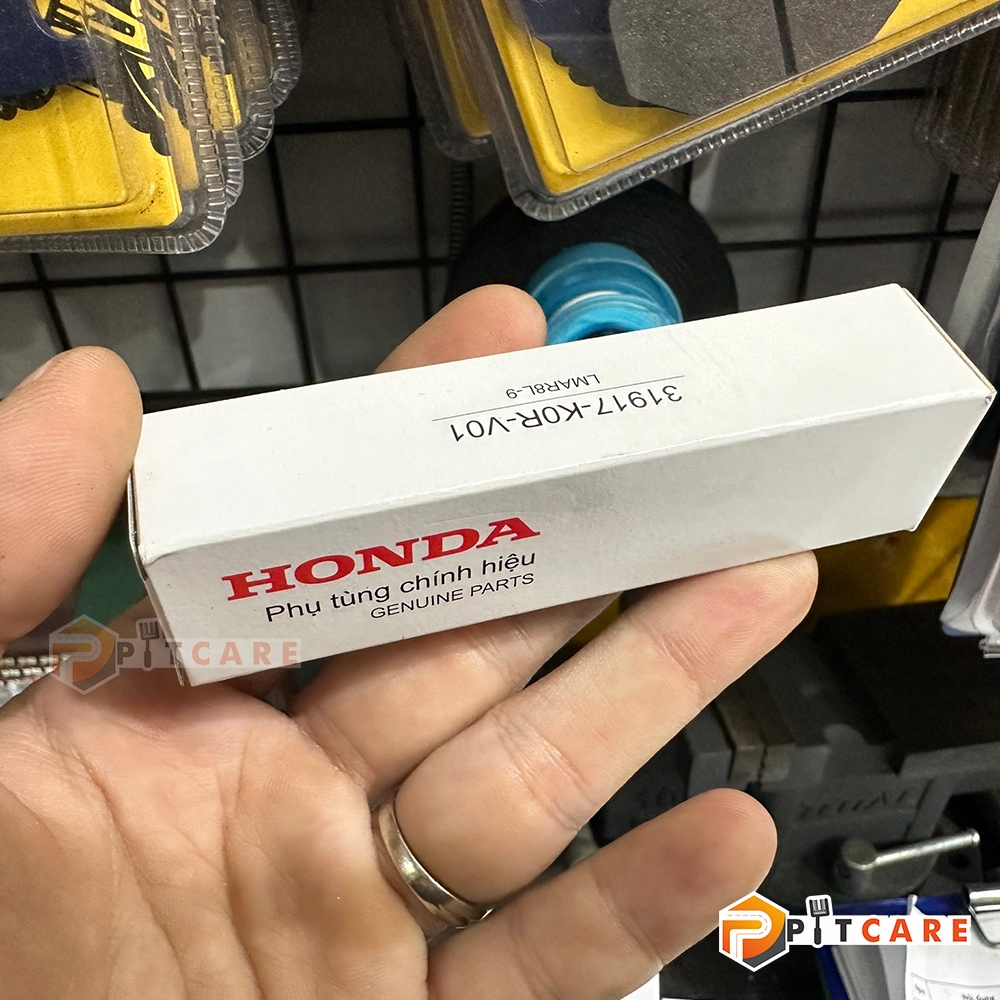 31917-K0R-V01
LMAR8L-9
HONDA
Phụ tùng chính hiệu
GENUINE PARTS
PITCARE
PITCARE